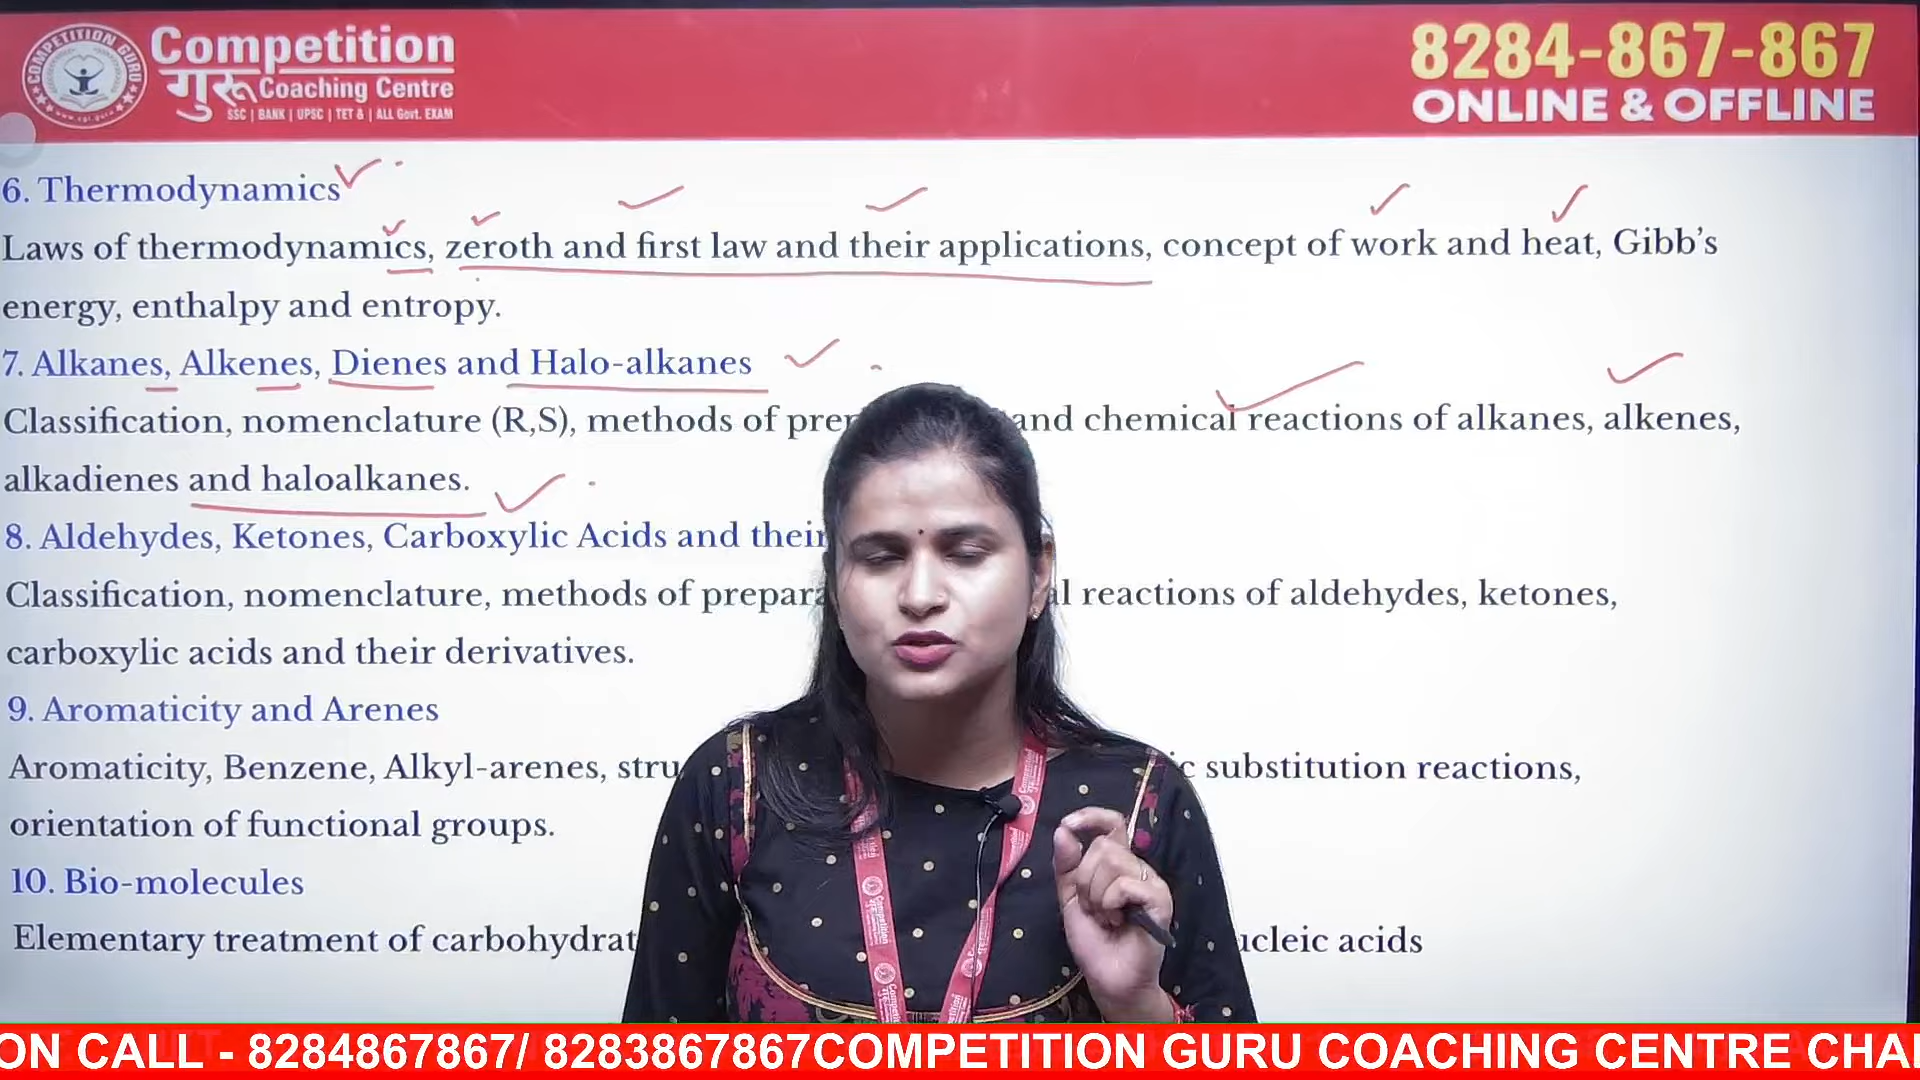 COMPETITION GURU
Competition
गुरू Coaching Centre
SSC | BANK | UPSC | TET & | ALL Govt. EXAM
8284-867-867
ONLINE & OFFLINE
6. Thermodynamics
Laws of thermodynamics, zeroth and first law and their applications, concept of work and heat, Gibb's
energy, enthalpy and entropy.
7. Alkanes, Alkenes, Dienes and Halo-alkanes
Classification, nomenclature (R,S), methods of and chemical reactions of alkanes, alkenes,
alkadienes and haloalkanes.
8. Aldehydes, Ketones, Carboxylic Acids and their
Classification, nomenclature, methods of reactions of aldehydes, ketones,
carboxylic acids and their derivatives.
9. Aromaticity and Arenes
Aromaticity, Benzene, Alkyl-arenes, substitution reactions,
orientation of functional groups.
10. Bio-molecules
Elementary treatment of acids
ON CALL - 8284867867/ 8283867867COMPETITION GURU COACHING CENTRE CHA